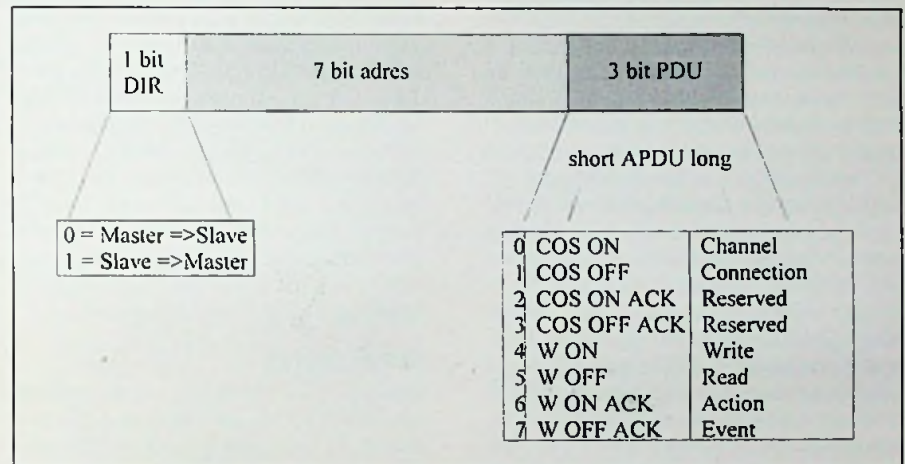 1 bit
DIR
7 bit adres
3 bit PDU
short APDU long
0 = Master =>Slave
1 = Slave =>Master
0 COS ON Channel
1 COS OFF Connection
2 COS ON ACK Reserved
3 COS OFF ACK Reserved
4 W ON Write
5 W OFF Read
6 W ON ACK Action
7 W OFF ACK Event